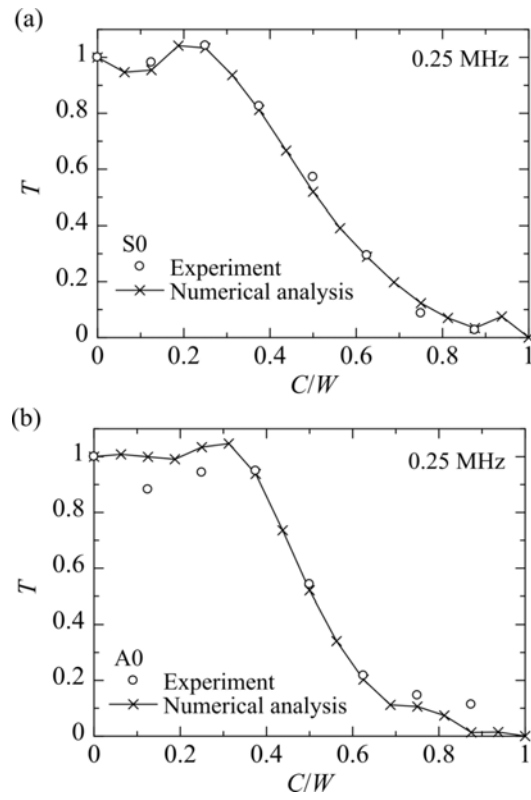 (a)
1
0.8
0.6
0.4
0.2
0
T
0.25 MHz
S0
○ Experiment
× Numerical analysis
0 0.2 0.4 0.6 0.8 1
C/W
(b)
1
0.8
0.6
0.4
0.2
0
T
0.25 MHz
A0
○ Experiment
× Numerical analysis
0 0.2 0.4 0.6 0.8 1
C/W